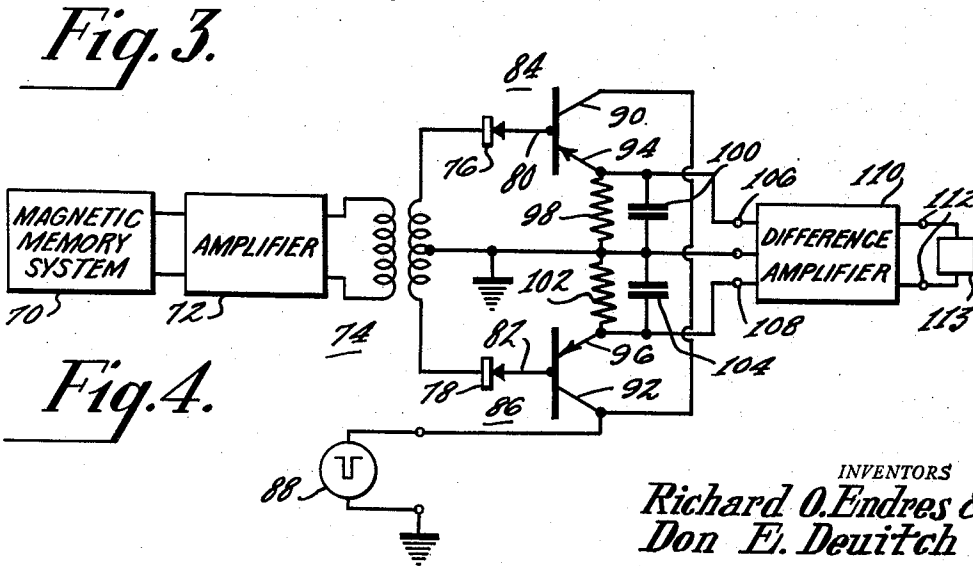 Fig. 3.
84
90.
76
80
94
100
106
110
112
MAGNETIC
MEMORY
SYSTEM
AMPLIFIER
98
DIFFERENCE
AMPLIFIER
70
72
74
102
108
113
82
96
104
78
86
92
Fig. 4.
88
INVENTORS
Richard O. Endres &
Don E. Deuitch